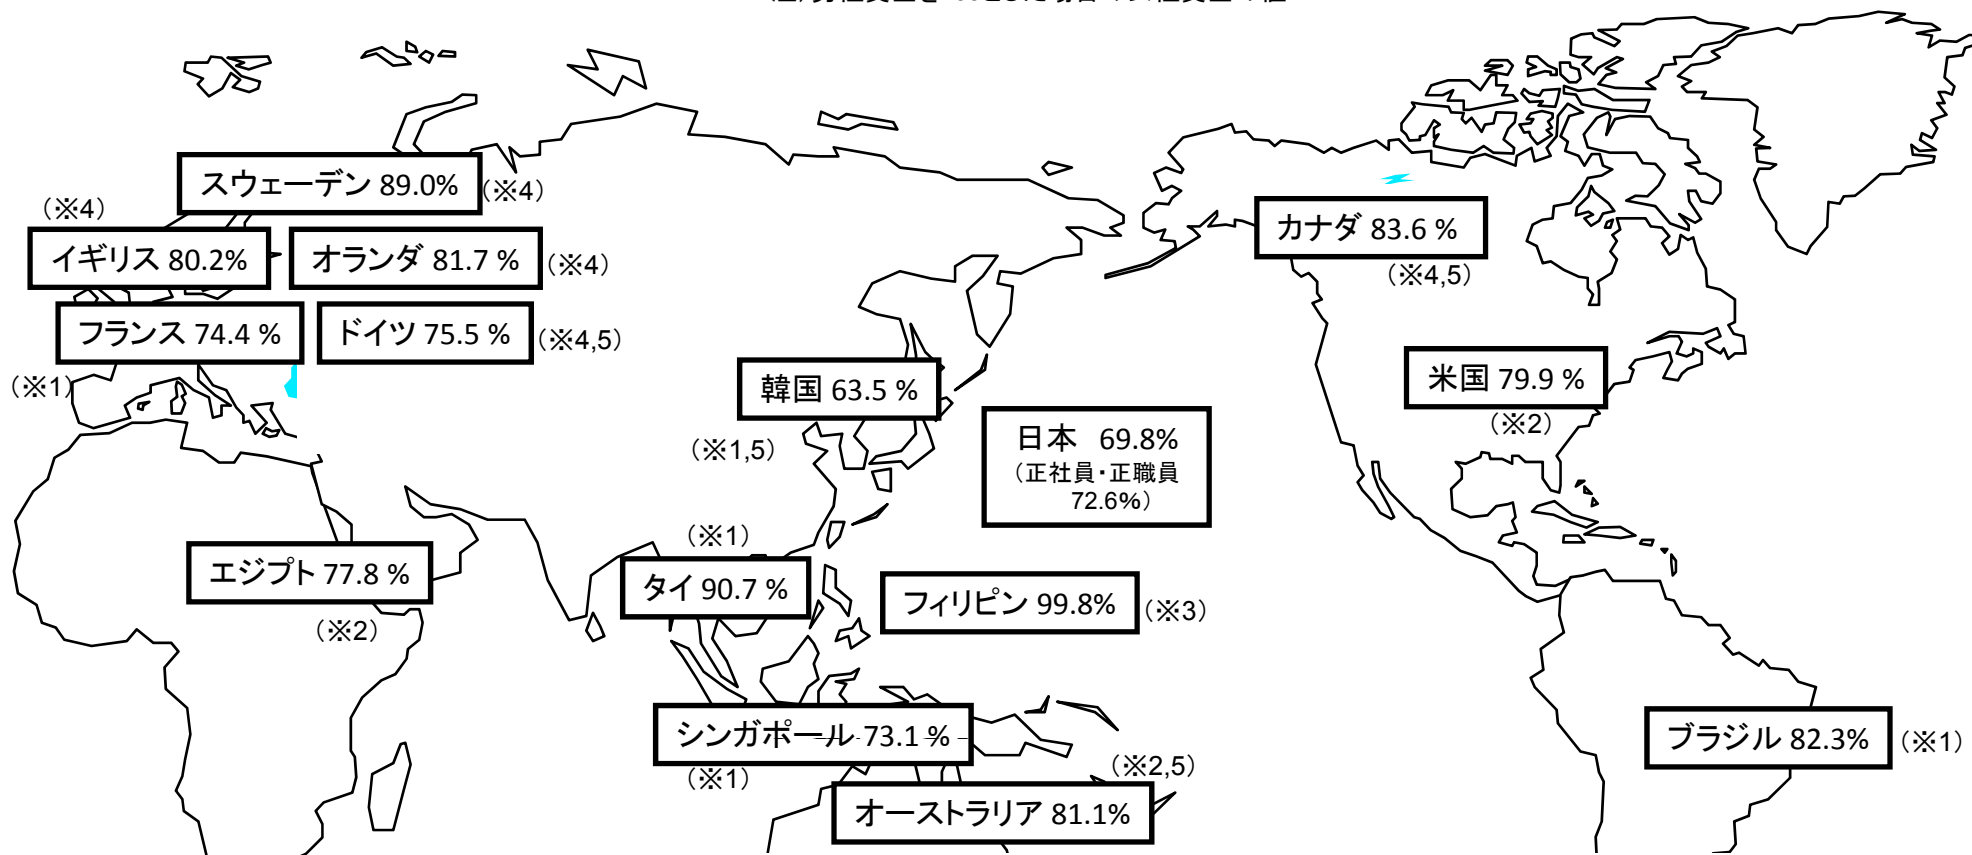 スウェーデン 89.0%
(※4)
(※4)
イギリス 80.2%
オランダ 81.7 %
(※4)
カナダ 83.6 %
(※4,5)
フランス 74.4 %
ドイツ 75.5 %
(※4,5)
(※1)
韓国 63.5 %
(※1,5)
米国 79.9 %
(※2)
日本 69.8%
(正社員・正職員
72.6%)
(※1)
エジプト 77.8 %
(※2)
タイ 90.7 %
フィリピン 99.8%
(※3)
シンガポール 73.1 %
(※1)
(※2,5)
オーストラリア 81.1%
ブラジル 82.3%
(※1)